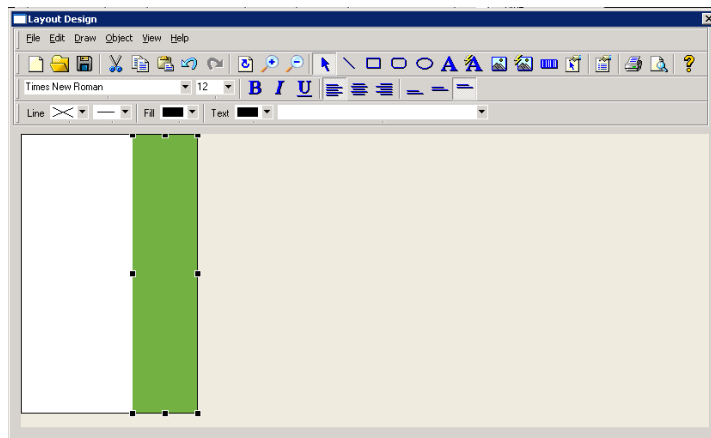 Layout Design
File Edit Draw Object View Help
Times New Roman 12 B I U
Line Fill Text